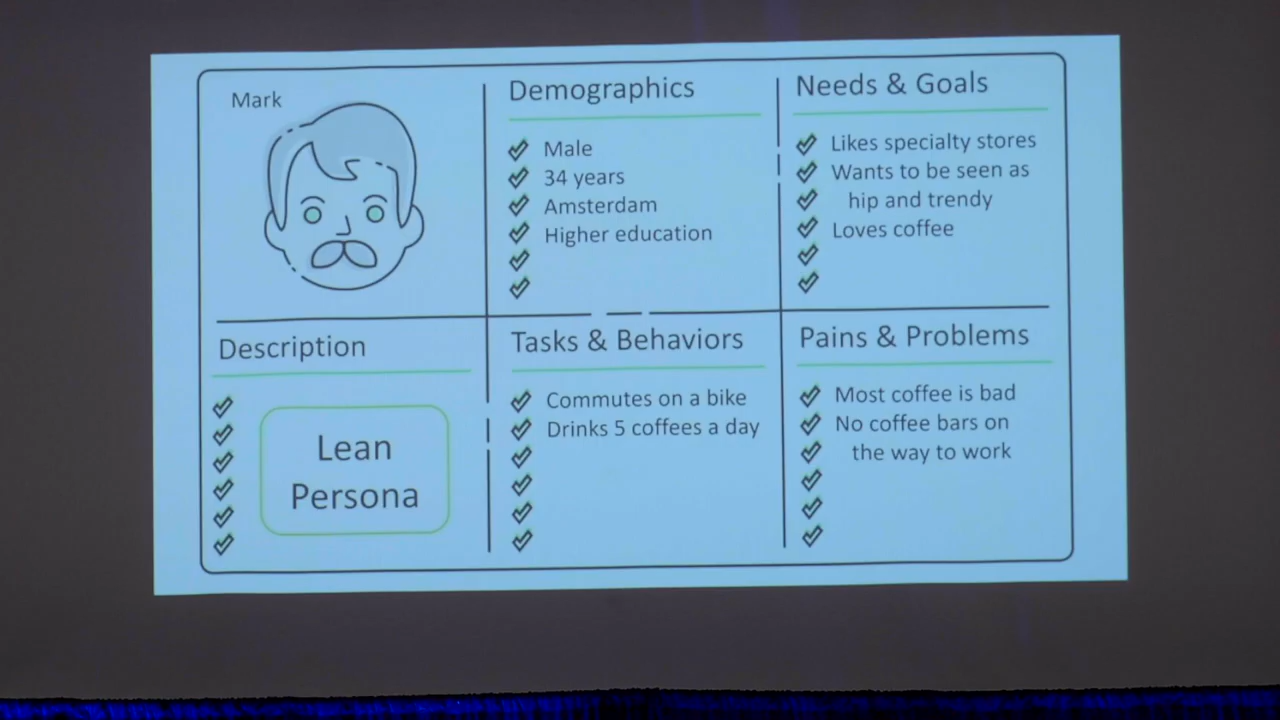 Mark
Demographics
Male
34 years
Amsterdam
Higher education
Needs & Goals
Likes specialty stores
Wants to be seen as
hip and trendy
Loves coffee
Description
Lean
Persona
Tasks & Behaviors
Commutes on a bike
Drinks 5 coffees a day
Pains & Problems
Most coffee is bad
No coffee bars on
the way to work